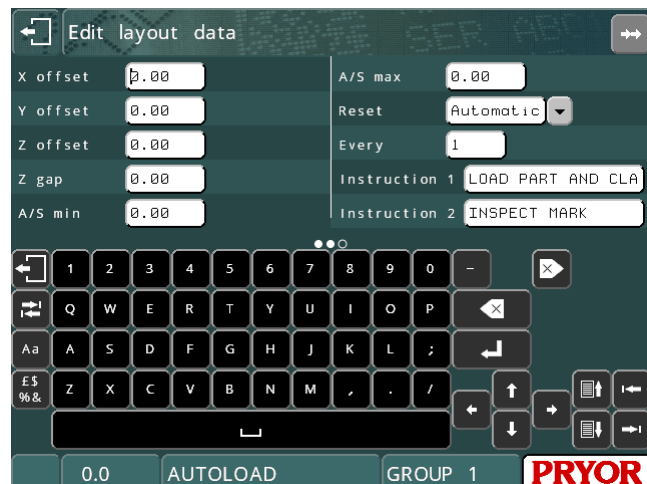 Edit layout data
X offset 0.00
Y offset 0.00
Z offset 0.00
Z gap 0.00
A/S min 0.00
A/S max 0.00
Reset Automatic
Every 1
Instruction 1 LOAD PART AND CLA
Instruction 2 INSPECT MARK
1 2 3 4 5 6 7 8 9 0 -
Q W E R T Y U I O P
Aa A S D F G H J K L ;
£$
%& Z X C V B N M , . /
0.0 AUTOLOAD GROUP 1 PRYOR